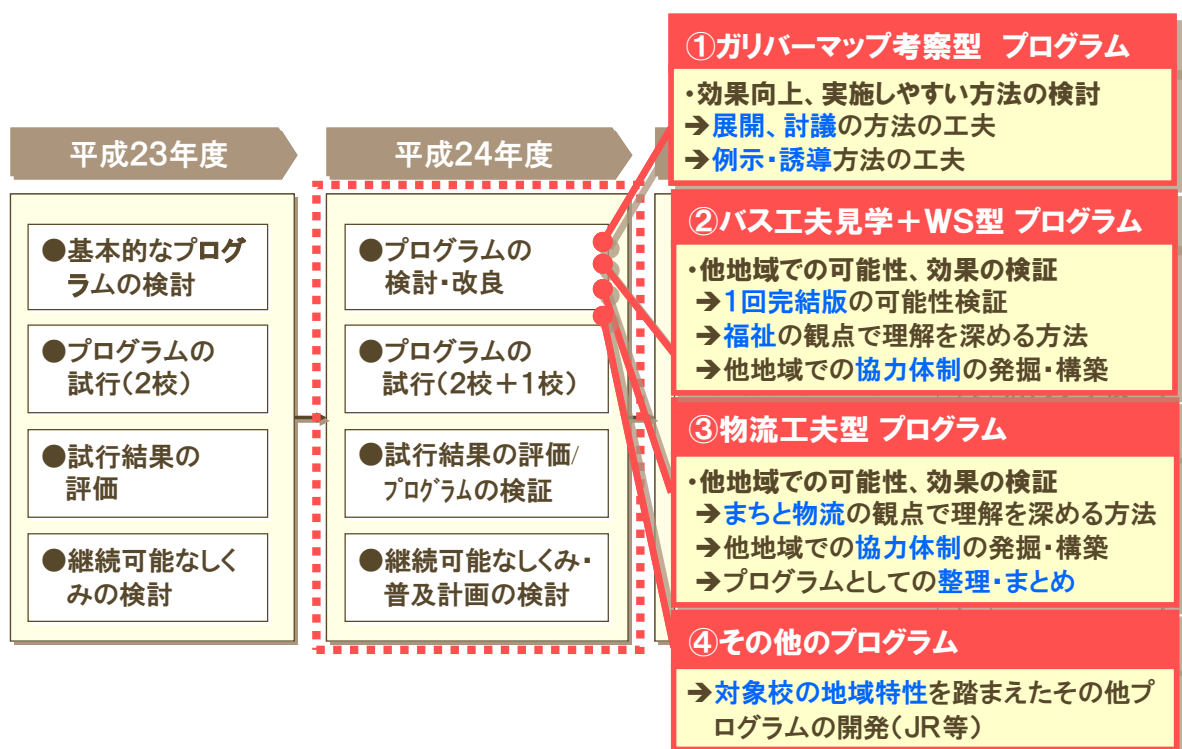 平成23年度
●基本的なプログ
ラムの検討
●プログラムの
試行(2校)
●試行結果の
評価
●継続可能なしく
みの検討
平成24年度
●プログラムの
検討・改良
●プログラムの
試行(2校+1校)
●試行結果の評価/
プログラムの検証
●継続可能なしくみ・
普及計画の検討
①ガリバーマップ考察型 プログラム
・効果向上、実施しやすい方法の検討
➔展開、討議の方法の工夫
➔例示・誘導方法の工夫
②バス工夫見学+WS型 プログラム
・他地域での可能性、効果の検証
➔1回完結版の可能性検証
➔福祉の観点で理解を深める方法
➔他地域での協力体制の発掘・構築
③物流工夫型 プログラム
・他地域での可能性、効果の検証
➔まちと物流の観点で理解を深める方法
➔他地域での協力体制の発掘・構築
➔プログラムとしての整理・まとめ
④その他のプログラム
➔対象校の地域特性を踏まえたその他プ
ログラムの開発(JR等)